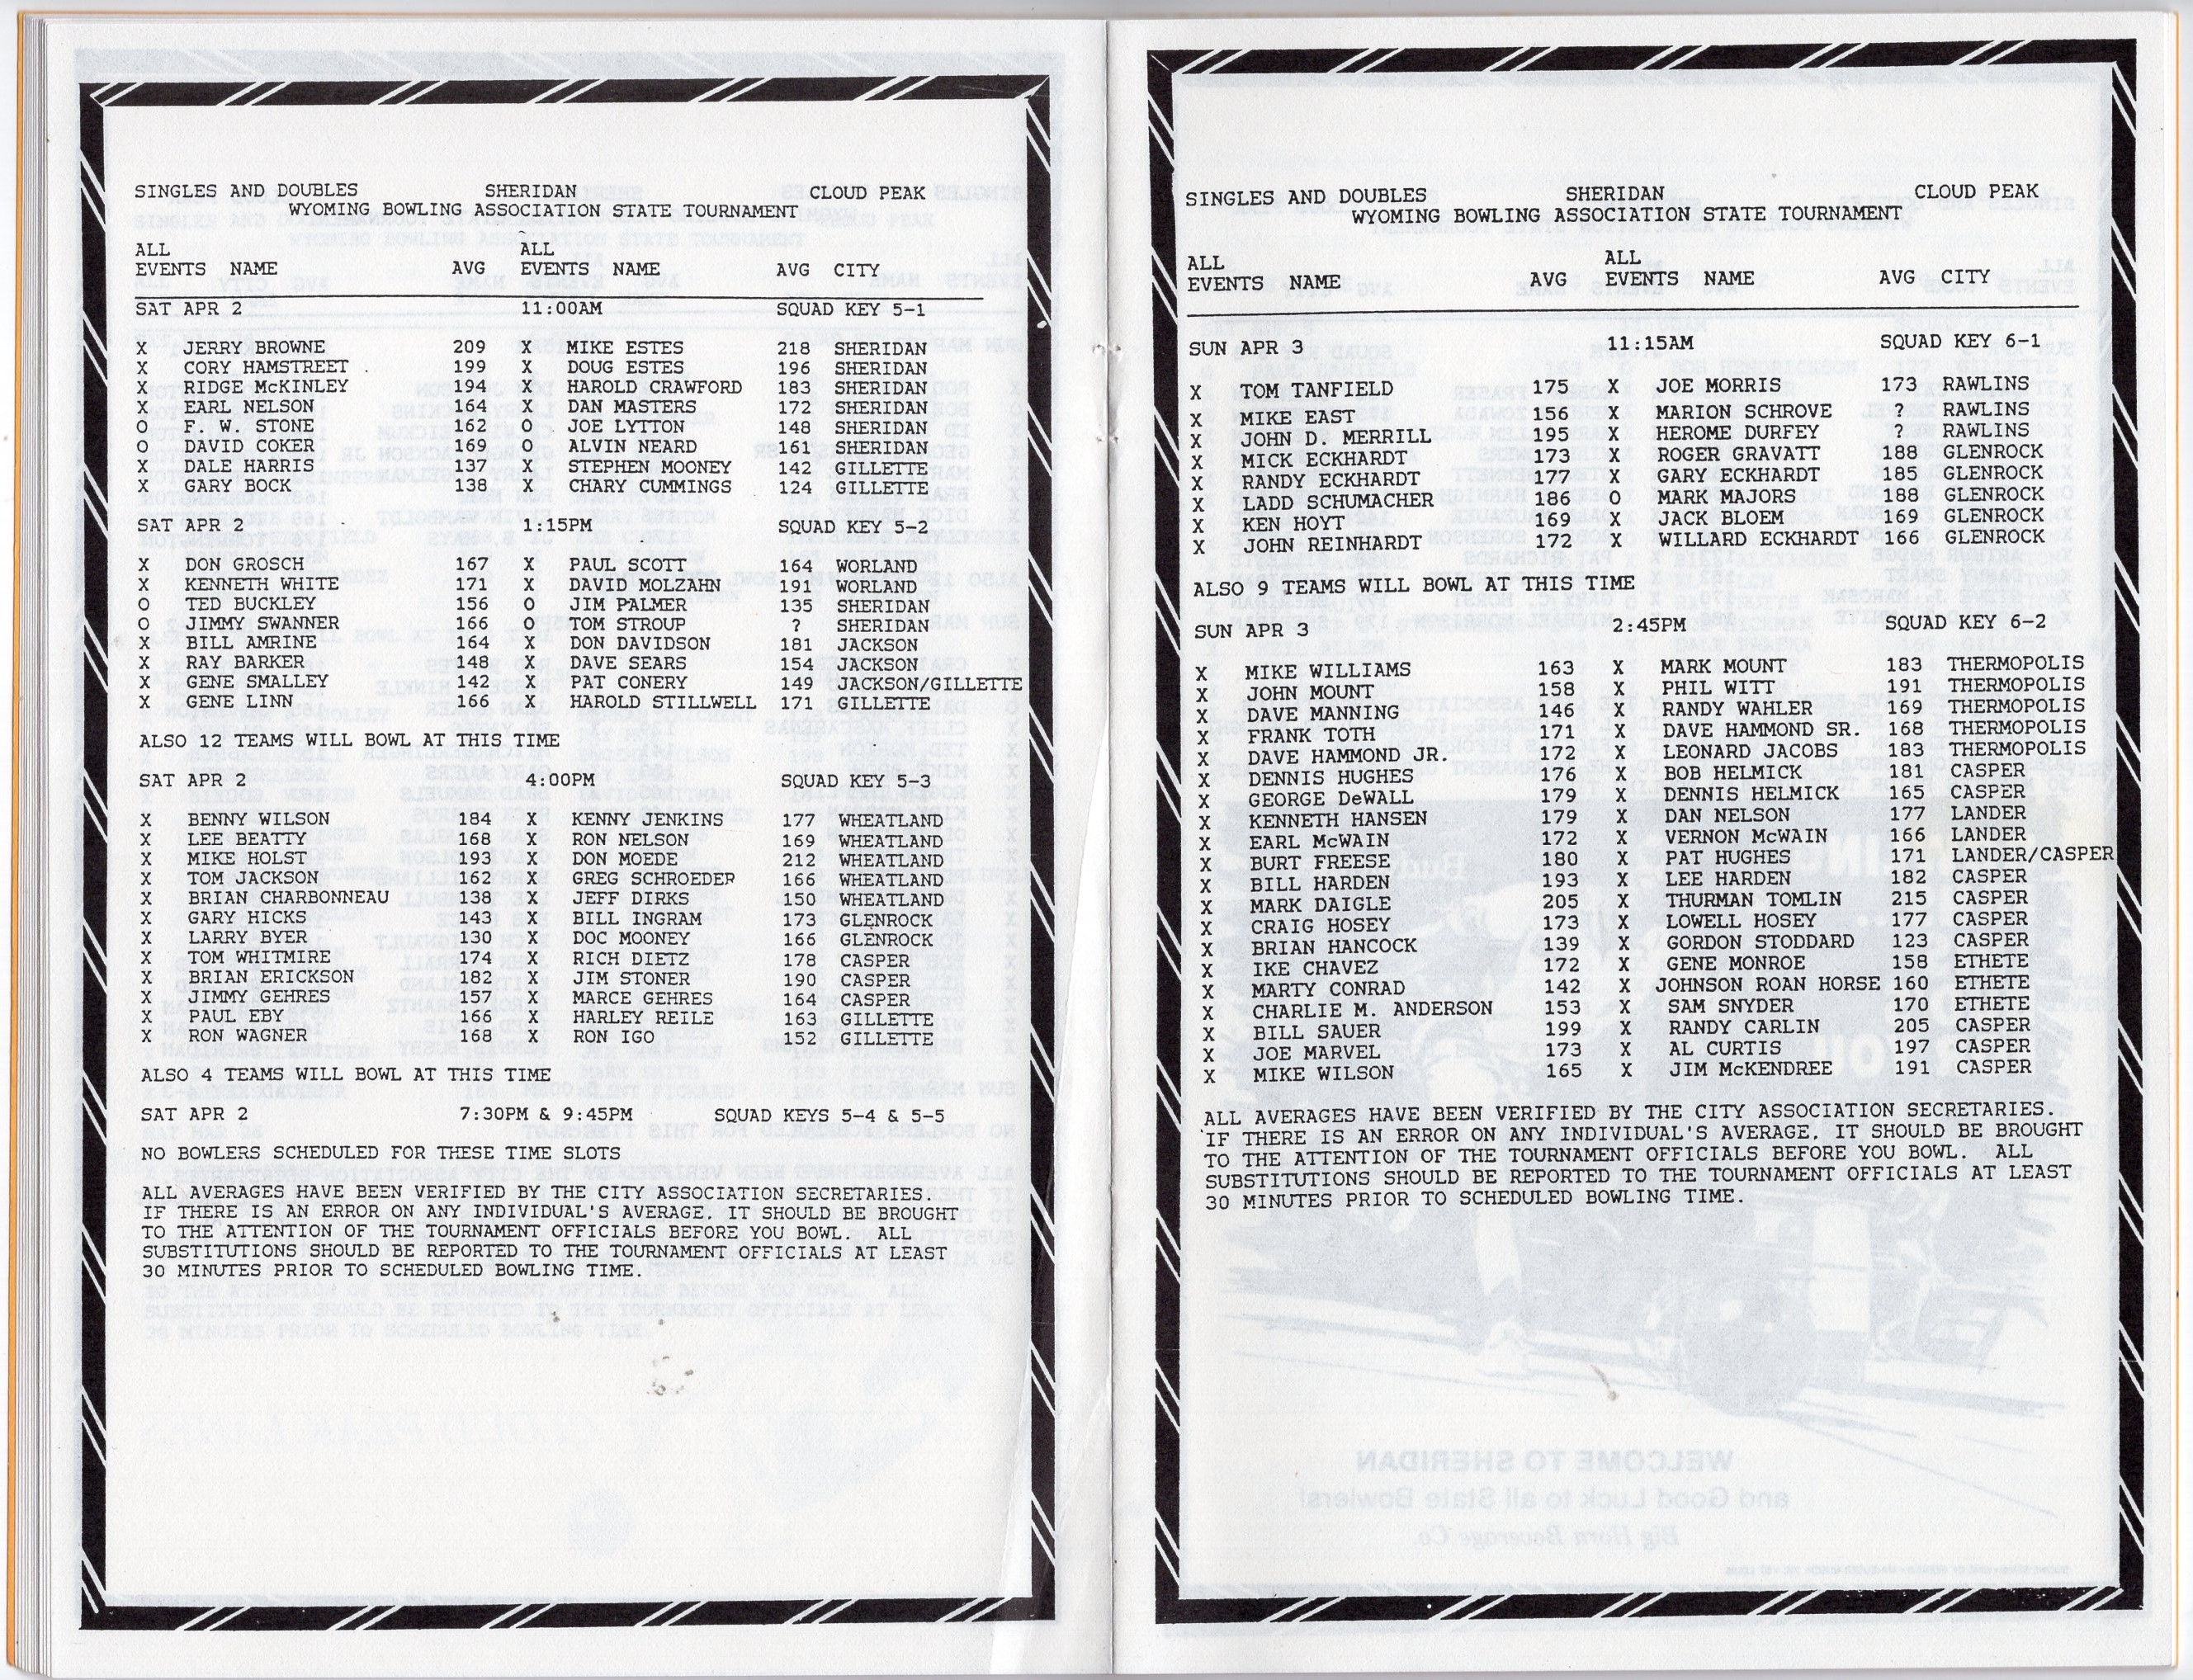 SINGLES AND DOUBLES SHERIDAN CLOUD PEAK
WYOMING BOWLING ASSOCIATION STATE TOURNAMENT
ALL ALL
EVENTS NAME AVG EVENTS NAME AVG CITY
SAT APR 2 11:00AM SQUAD KEY 5-1
X JERRY BROWNE 209 X MIKE ESTES 218 SHERIDAN
X CORY HAMSTREET 199 X DOUG ESTES 196 SHERIDAN
X RIDGE McKINLEY 194 X HAROLD CRAWFORD 183 SHERIDAN
X EARL NELSON 164 X DAN MASTERS 172 SHERIDAN
O F. W. STONE 162 O JOE LYTTON 148 SHERIDAN
X DAVID COKER 169 O ALVIN NEARD 161 SHERIDAN
X DALE HARRIS 137 X STEPHEN MOONEY 142 GILLETTE
X GARY BOCK 138 X CHARY CUMMINGS 124 GILLETTE
SAT APR 2 1:15PM SQUAD KEY 5-2
X DON GROSCH 167 X PAUL SCOTT 164 WORLAND
X KENNETH WHITE 171 X DAVID MOLZAHN 191 WORLAND
O TED BUCKLEY 156 O JIM PALMER 135 SHERIDAN
O JIMMY SWANNER 166 O TOM STROUP ? SHERIDAN
X BILL AMRINE 164 X DON DAVIDSON 181 JACKSON
X RAY BARKER 148 X DAVE SEARS 154 JACKSON
X GENE SMALLEY 142 X PAT CONERY 149 JACKSON/GILLETTE
X GENE LINN 166 X HAROLD STILLWELL 171 GILLETTE
ALSO 12 TEAMS WILL BOWL AT THIS TIME
SAT APR 2 4:00PM SQUAD KEY 5-3
X BENNY WILSON 184 X KENNY JENKINS 177 WHEATLAND
X LEE BEATTY 168 X RON NELSON 169 WHEATLAND
X MIKE HOLST 193 X DON MOEDE 212 WHEATLAND
X TOM JACKSON 162 X GREG SCHROEDER 166 WHEATLAND
X BRIAN CHARBONNEAU 138 X JEFF DIRKS 150 WHEATLAND
X GARY HICKS 143 X BILL INGRAM 173 GLENROCK
X LARRY BYER 130 X DOC MOONEY 166 GLENROCK
X TOM WHITMIRE 174 X RICH DIETZ 178 CASPER
X BRIAN ERICKSON 182 X JIM STONER 190 CASPER
X JIMMY GEHRES 157 X MARCE GEHRES 164 CASPER
X PAUL EBY 166 X HARLEY REILE 163 GILLETTE
X RON WAGNER 168 X RON IGO 152 GILLETTE
ALSO 4 TEAMS WILL BOWL AT THIS TIME
SAT APR 2 7:30PM & 9:45PM SQUAD KEYS 5-4 & 5-5
NO BOWLERS SCHEDULED FOR THESE TIME SLOTS
ALL AVERAGES HAVE BEEN VERIFIED BY THE CITY ASSOCIATION SECRETARIES.
IF THERE IS AN ERROR ON ANY INDIVIDUAL'S AVERAGE, IT SHOULD BE BROUGHT
TO THE ATTENTION OF THE TOURNAMENT OFFICIALS BEFORE YOU BOWL. ALL
SUBSTITUTIONS SHOULD BE REPORTED TO THE TOURNAMENT OFFICIALS AT LEAST
30 MINUTES PRIOR TO SCHEDULED BOWLING TIME.
SINGLES AND DOUBLES SHERIDAN CLOUD PEAK
WYOMING BOWLING ASSOCIATION STATE TOURNAMENT
ALL ALL
EVENTS NAME AVG EVENTS NAME AVG CITY
SUN APR 3 11:15AM SQUAD KEY 6-1
X TOM TANFIELD 175 X JOE MORRIS 173 RAWLINS
X MIKE EAST 156 X MARION SCHROVE ? RAWLINS
X JOHN D. MERRILL 195 X HEROME DURFEY ? RAWLINS
X MICK ECKHARDT 173 X ROGER GRAVATT 188 GLENROCK
X RANDY ECKHARDT 177 X GARY ECKHARDT 185 GLENROCK
X LADD SCHUMACHER 186 O MARK MAJORS 188 GLENROCK
X KEN HOYT 169 X JACK BLOEM 169 GLENROCK
X JOHN REINHARDT 172 X WILLARD ECKHARDT 166 GLENROCK
ALSO 9 TEAMS WILL BOWL AT THIS TIME
SUN APR 3 2:45PM SQUAD KEY 6-2
X MIKE WILLIAMS 163 X MARK MOUNT 183 THERMOPOLIS
X JOHN MOUNT 158 X PHIL WITT 191 THERMOPOLIS
X DAVE MANNING 146 X RANDY WAHLER 169 THERMOPOLIS
X FRANK TOTH 171 X DAVE HAMMOND SR. 168 THERMOPOLIS
X DAVE HAMMOND JR. 172 X LEONARD JACOBS 183 THERMOPOLIS
X DENNIS HUGHES 176 X BOB HELMICK 181 CASPER
X GEORGE DeWALL 179 X DENNIS HELMICK 165 CASPER
X KENNETH HANSEN 179 X DAN NELSON 177 LANDER
X EARL McWAIN 172 X VERNON McWAIN 166 LANDER
X BURT FREESE 180 X PAT HUGHES 171 LANDER/CASPER
X BILL HARDEN 193 X LEE HARDEN 182 CASPER
X MARK DAIGLE 205 X THURMAN TOMLIN 215 CASPER
X CRAIG HOSEY 173 X LOWELL HOSEY 177 CASPER
X BRIAN HANCOCK 139 X GORDON STODDARD 123 CASPER
X IKE CHAVEZ 172 X GENE MONROE 158 ETHETE
X MARTY CONRAD 142 X JOHNSON ROAN HORSE 160 ETHETE
X CHARLIE M. ANDERSON 153 X SAM SNYDER 170 ETHETE
X BILL SAUER 199 X RANDY CARLIN 205 CASPER
X JOE MARVEL 173 X AL CURTIS 197 CASPER
X MIKE WILSON 165 X JIM McKENDREE 191 CASPER
ALL AVERAGES HAVE BEEN VERIFIED BY THE CITY ASSOCIATION SECRETARIES.
IF THERE IS AN ERROR ON ANY INDIVIDUAL'S AVERAGE, IT SHOULD BE BROUGHT
TO THE ATTENTION OF THE TOURNAMENT OFFICIALS BEFORE YOU BOWL. ALL
SUBSTITUTIONS SHOULD BE REPORTED TO THE TOURNAMENT OFFICIALS AT LEAST
30 MINUTES PRIOR TO SCHEDULED BOWLING TIME.
WELCOME TO SHERIDAN
and Good Luck to all State Bowlers!
Big Horn Beverage Co.